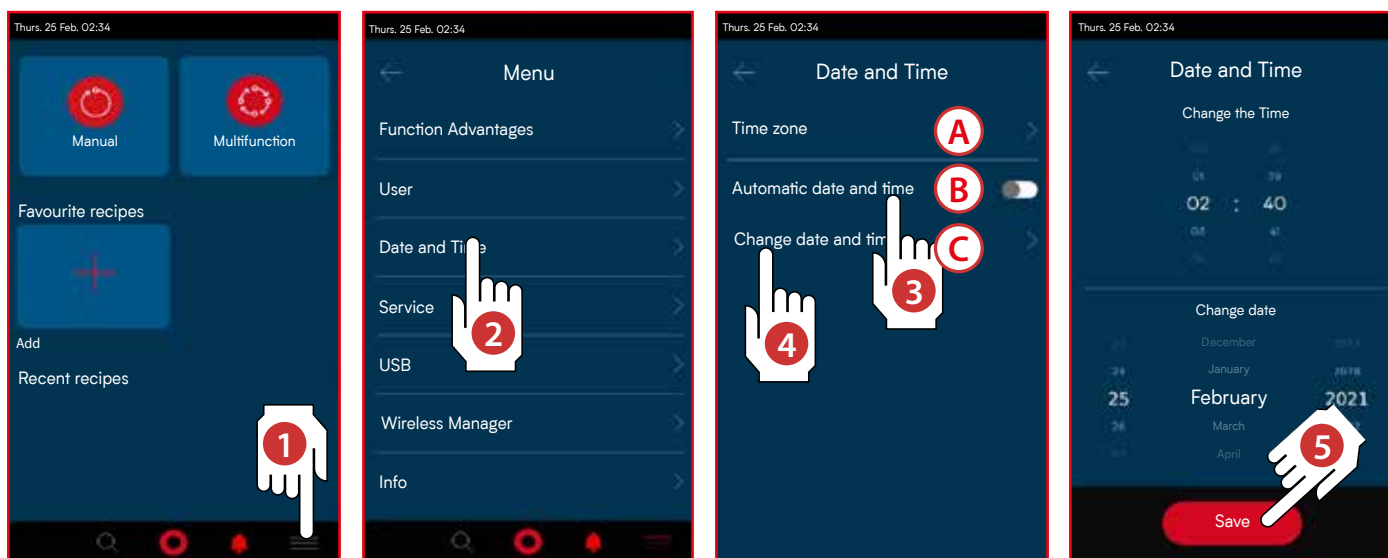 Thurs. 25 Feb. 02:34
Manual
Multifunction
Favourite recipes
Add
Recent recipes
1
Thurs. 25 Feb. 02:34
Menu
Function Advantages
User
Date and Time
Service
2
USB
Wireless Manager
Info
Thurs. 25 Feb. 02:34
Date and Time
Time zone A
Automatic date and time B
Change date and tim C
3
4
Thurs. 25 Feb. 02:34
Date and Time
Change the Time
02 : 40
Change date
December
January
25 February 2021
March
April
5
Save